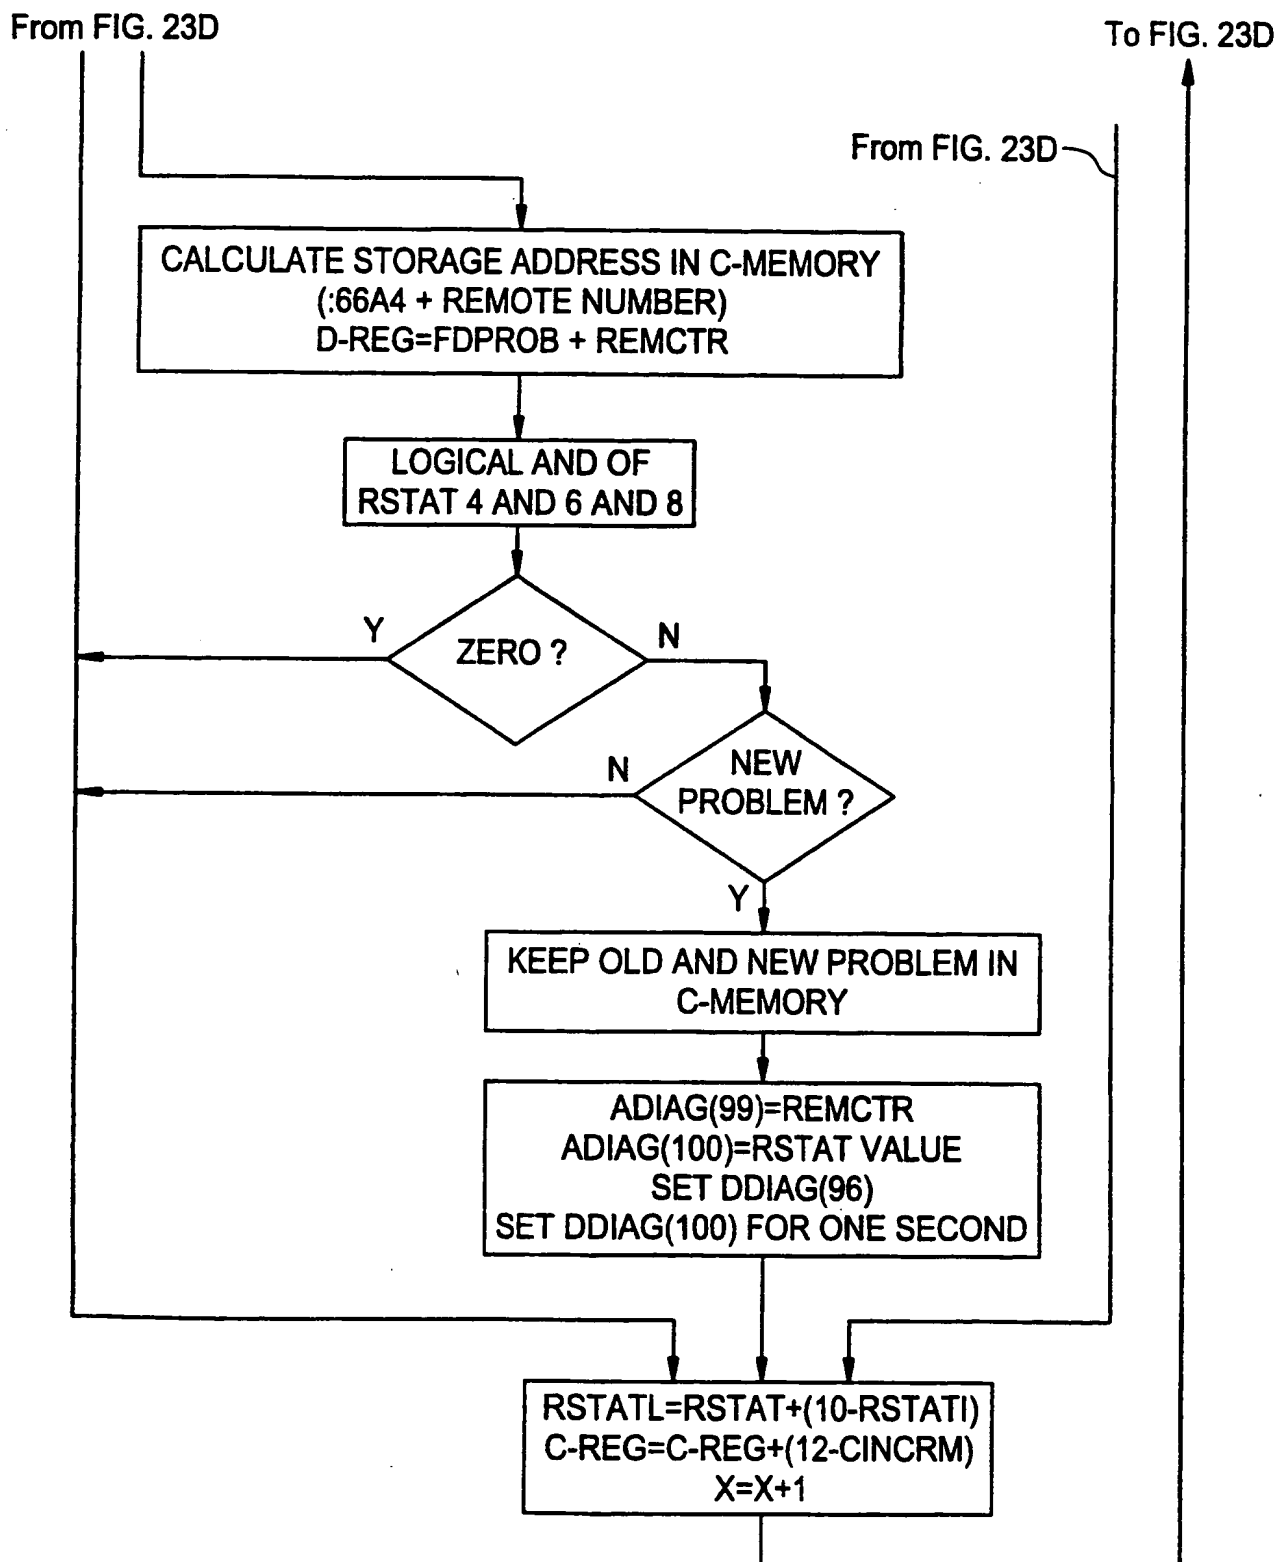 From FIG. 23D
To FIG. 23D
From FIG. 23D
CALCULATE STORAGE ADDRESS IN C-MEMORY
(:66A4 + REMOTE NUMBER)
D-REG=FDPROB + REMCTR
LOGICAL AND OF
RSTAT 4 AND 6 AND 8
Y
ZERO ?
N
N
NEW
PROBLEM ?
Y
KEEP OLD AND NEW PROBLEM IN
C-MEMORY
ADIAG(99)=REMCTR
ADIAG(100)=RSTAT VALUE
SET DDIAG(96)
SET DDIAG(100) FOR ONE SECOND
RSTATL=RSTAT+(10-RSTATI)
C-REG=C-REG+(12-CINCRM)
X=X+1